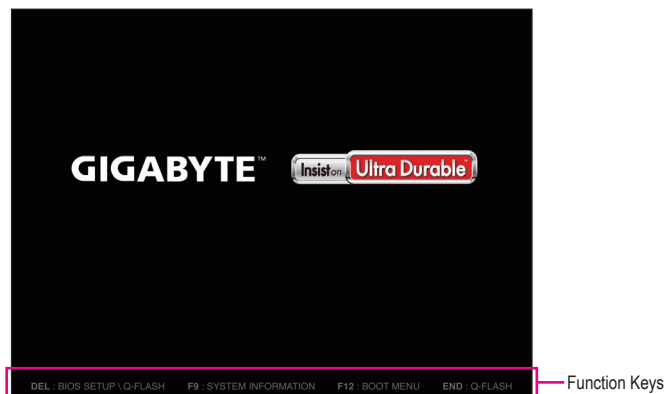 GIGABYTE™ Insist on Ultra Durable™
DEL : BIOS SETUP \ Q-FLASH F9 : SYSTEM INFORMATION F12 : BOOT MENU END : Q-FLASH
Function Keys